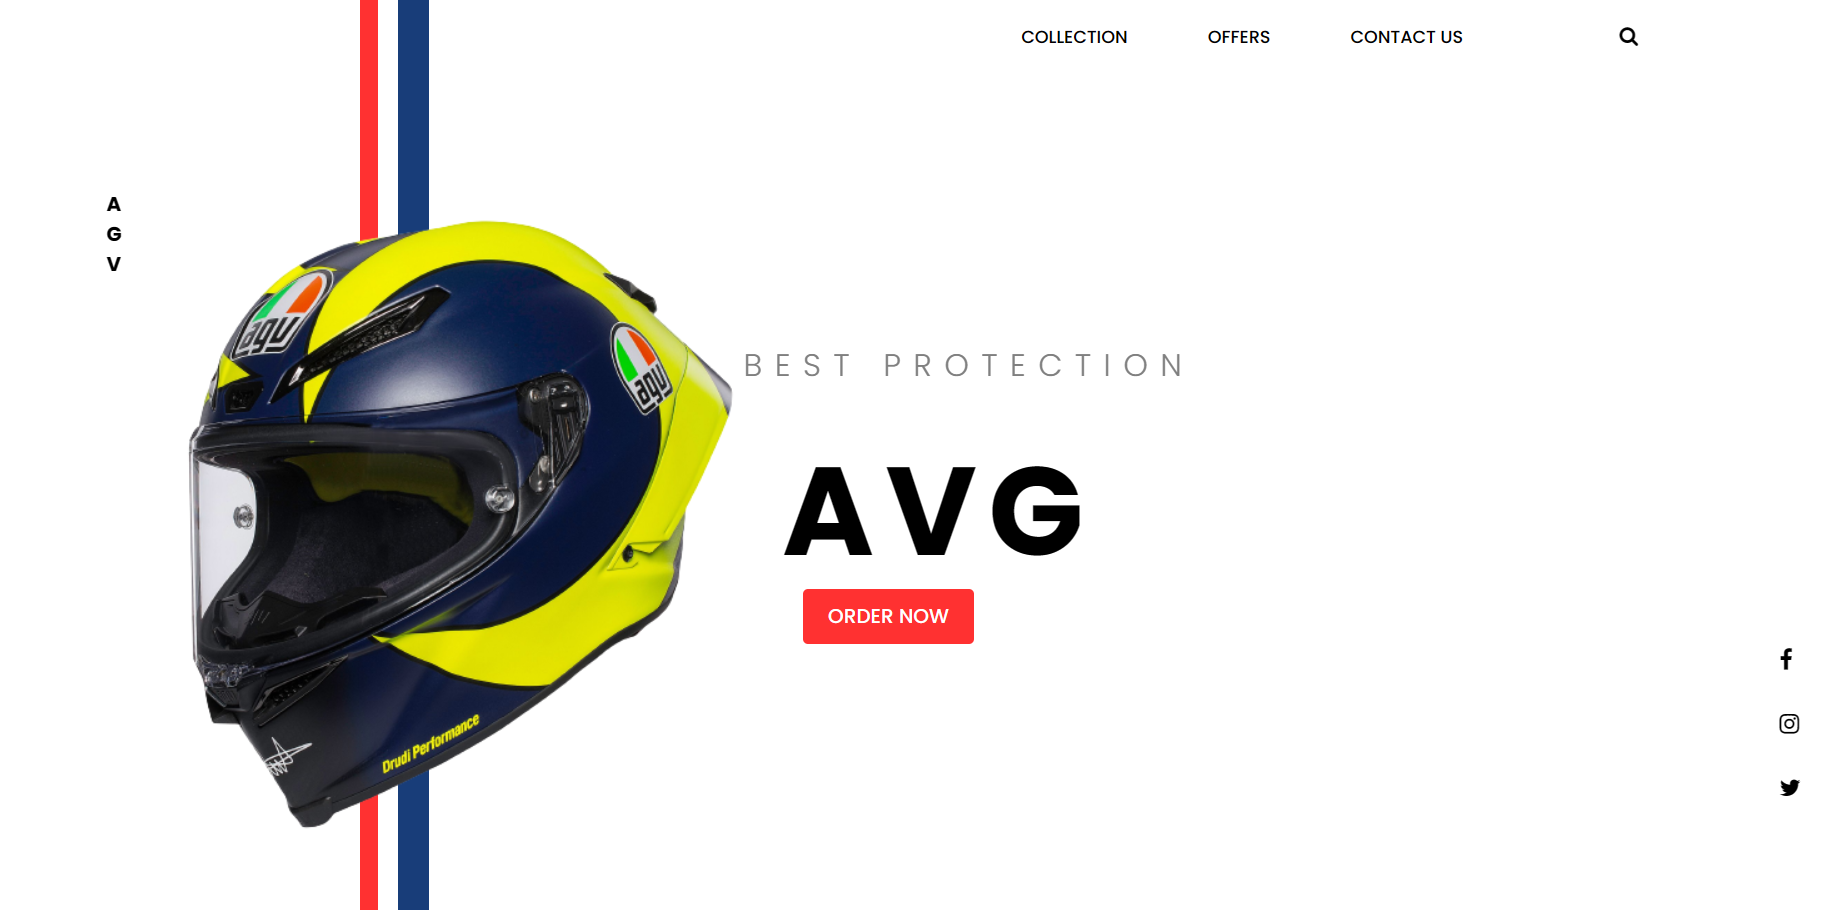 COLLECTION OFFERS CONTACT US
A
G
V
agv
agv
BEST PROTECTION
AVG
ORDER NOW
Drudi Performance